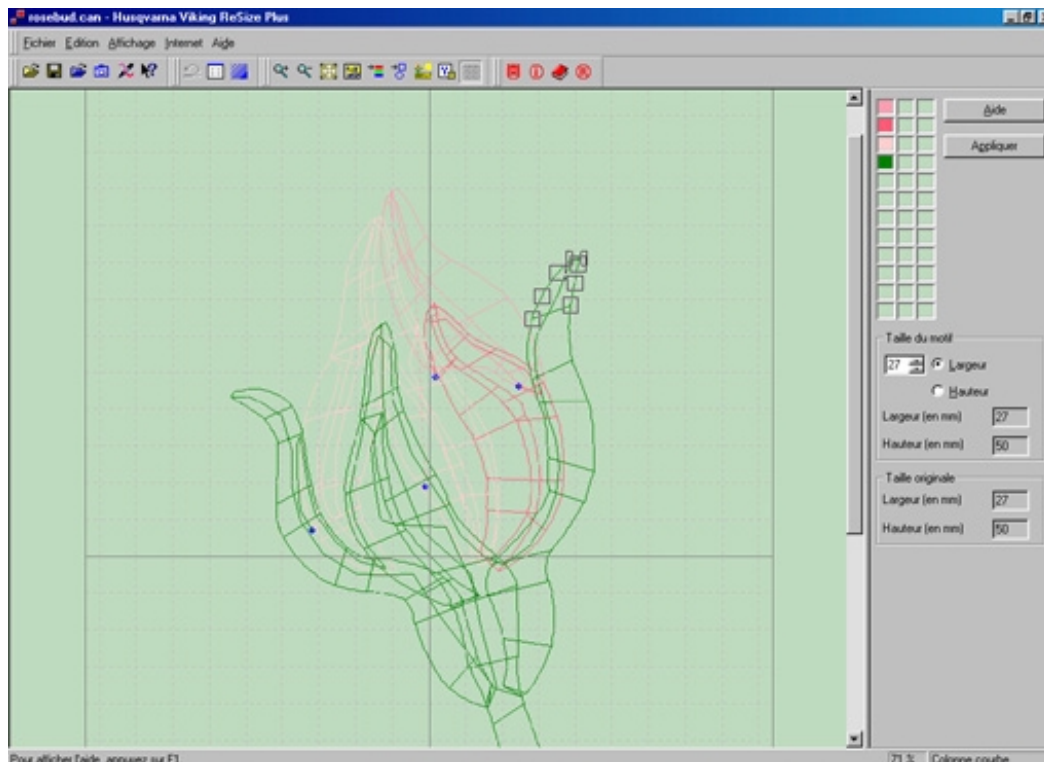 rosebud.can - Husqvarna Viking ReSize Plus
Fichier Edition Affichage Internet Aide
Aide
Appliquer
Taille du motif
27 Largeur
Hauteur
Largeur (en mm) 27
Hauteur (en mm) 50
Taille originale
Largeur (en mm) 27
Hauteur (en mm) 50
Pour afficher l'aide, appuyez sur F1 71 % Colonne courbe